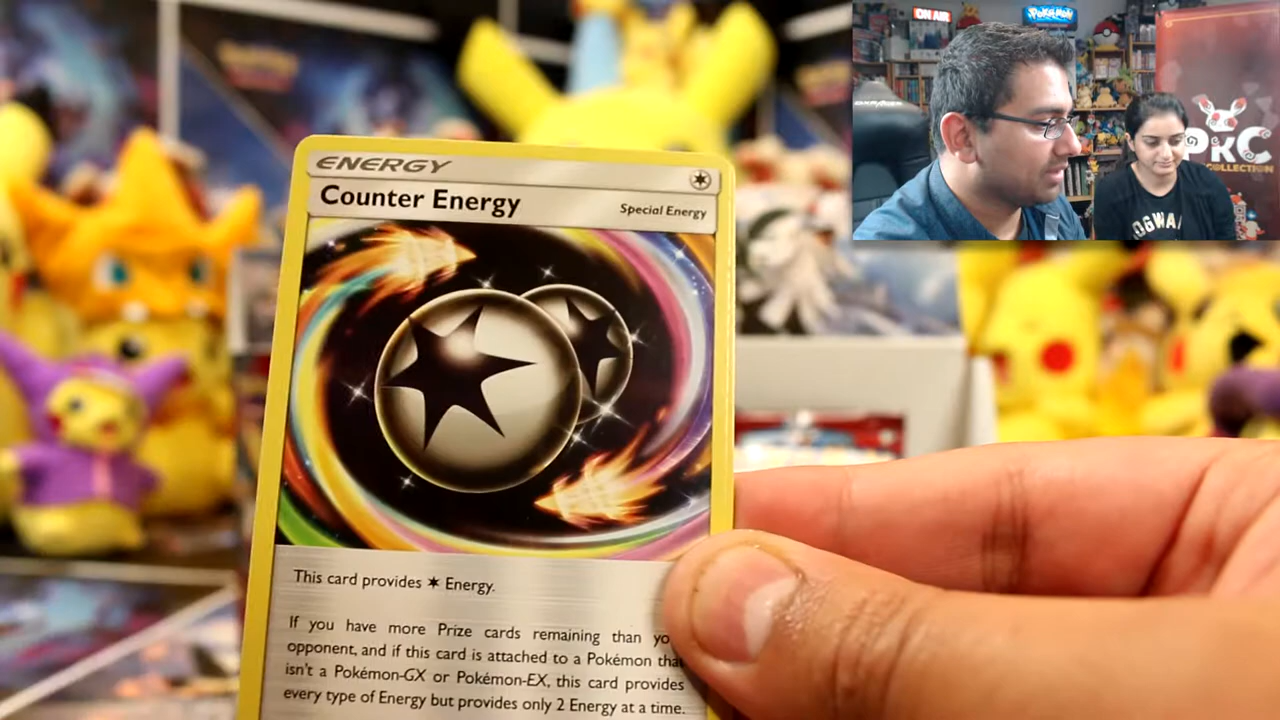 ON AIR
Pokémon
ENERGY
Counter Energy
Special Energy
PKC
COLLECTION
This card provides Energy.
If you have more Prize cards remaining than
opponent, and if this card is attached to a Pokémon
isn't a Pokémon-GX or Pokémon-EX, this card provides
every type of Energy but provides only 2 Energy at a time.